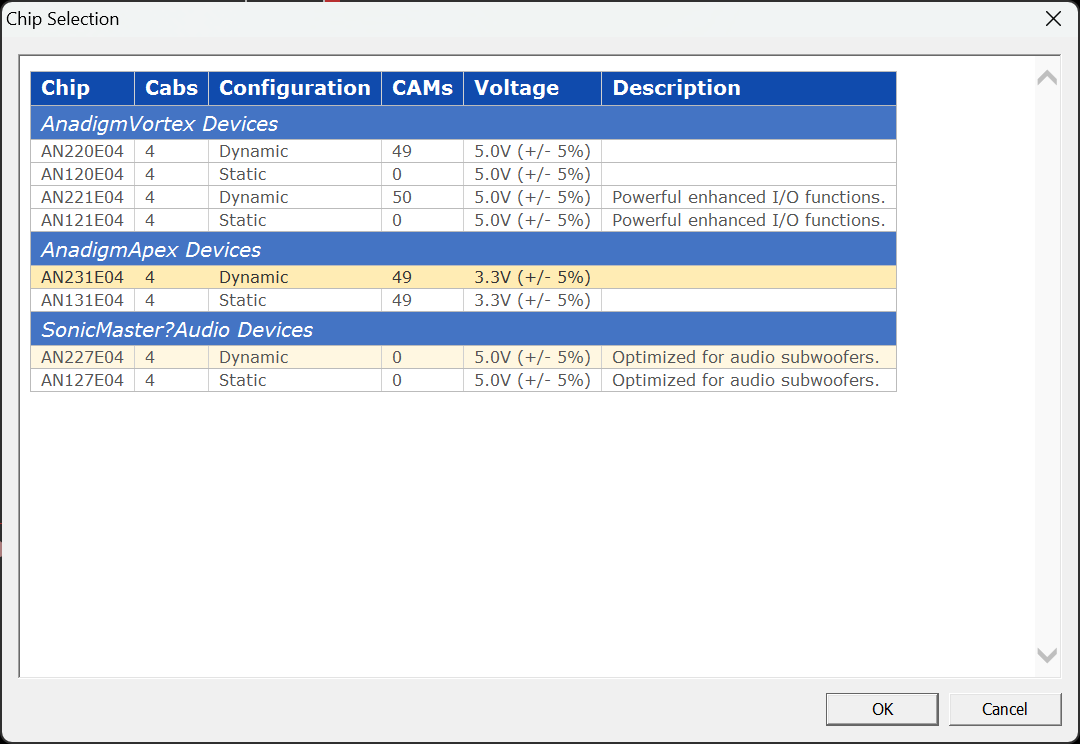 Chip Selection
Chip Cabs Configuration CAMs Voltage Description
AnadigmVortex Devices
AN220E04 4 Dynamic 49 5.0V (+/- 5%)
AN120E04 4 Static 0 5.0V (+/- 5%)
AN221E04 4 Dynamic 50 5.0V (+/- 5%) Powerful enhanced I/O functions.
AN121E04 4 Static 0 5.0V (+/- 5%) Powerful enhanced I/O functions.
AnadigmApex Devices
AN231E04 4 Dynamic 49 3.3V (+/- 5%)
AN131E04 4 Static 49 3.3V (+/- 5%)
SonicMaster?Audio Devices
AN227E04 4 Dynamic 0 5.0V (+/- 5%) Optimized for audio subwoofers.
AN127E04 4 Static 0 5.0V (+/- 5%) Optimized for audio subwoofers.
OK Cancel